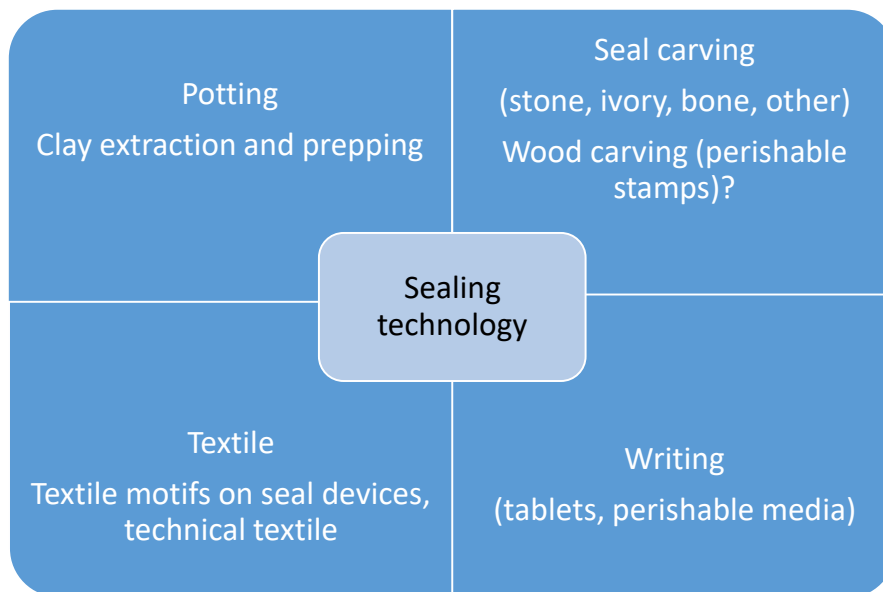 Potting
Clay extraction and prepping
Seal carving
(stone, ivory, bone, other)
Wood carving (perishable
stamps)?
Sealing
technology
Textile
Textile motifs on seal devices,
technical textile
Writing
(tablets, perishable media)